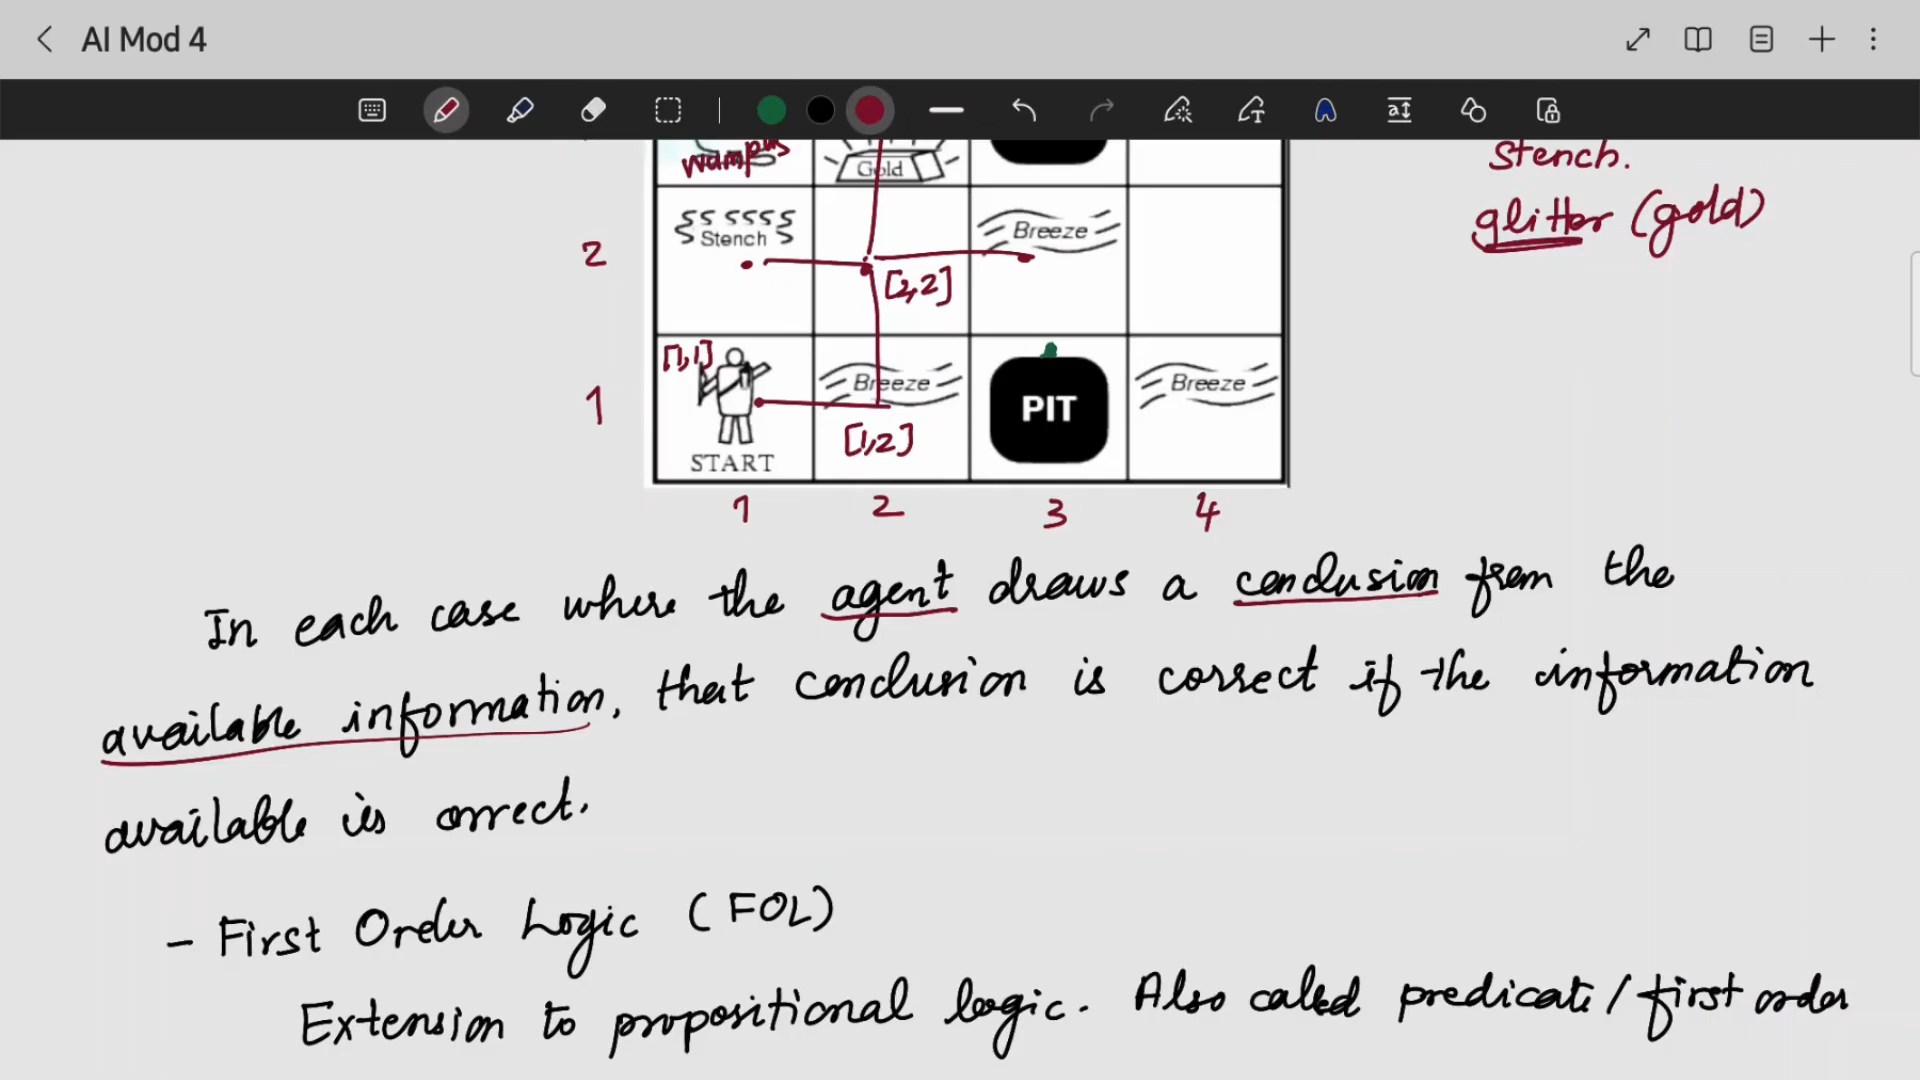 AI Mod 4
wumpus
Gold
Stench.
glitter (gold)
2
SS SSSS
Stench
Breeze
[2,2]
1
[1,1]
Breeze
PIT
Breeze
[1,2]
START
1 2 3 4
In each case where the agent draws a conclusion from the
available information, that conclusion is correct if the information
available is correct.
- First Order Logic (FOL)
Extension to propositional logic. Also called predicate/first order